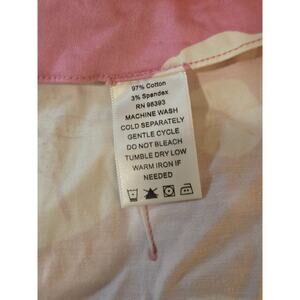 97% Cotton
3% Spandex
RN 98393
MACHINE WASH
COLD SEPARATELY
GENTLE CYCLE
DO NOT BLEACH
TUMBLE DRY LOW
WARM IRON IF
NEEDED